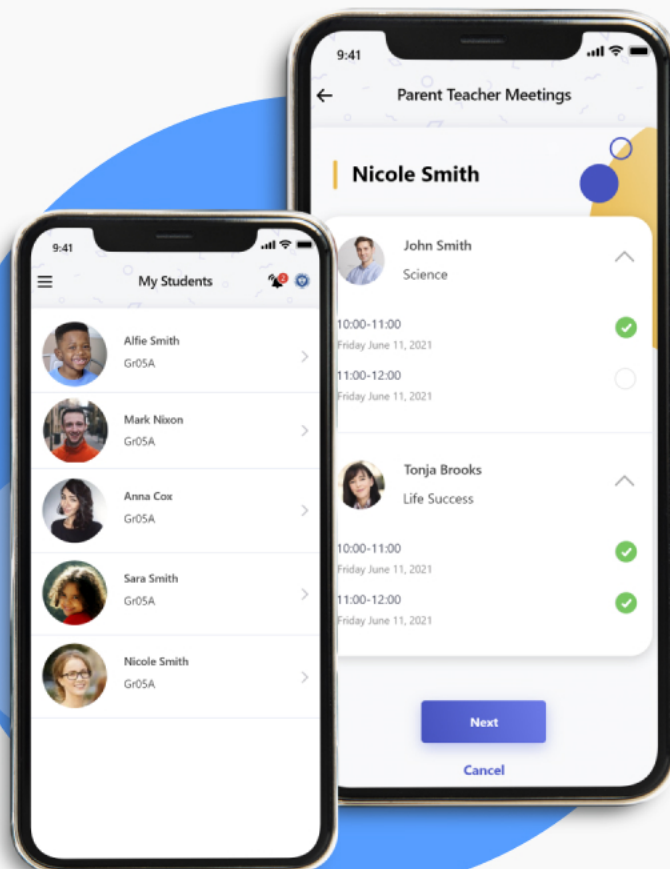 9:41
My Students
2
Alfie Smith
Gr05A
Mark Nixon
Gr05A
Anna Cox
Gr05A
Sara Smith
Gr05A
Nicole Smith
Gr05A
9:41
Parent Teacher Meetings
Nicole Smith
John Smith
Science
10:00-11:00
Friday June 11, 2021
11:00-12:00
Friday June 11, 2021
Tonja Brooks
Life Success
10:00-11:00
Friday June 11, 2021
11:00-12:00
Friday June 11, 2021
Next
Cancel